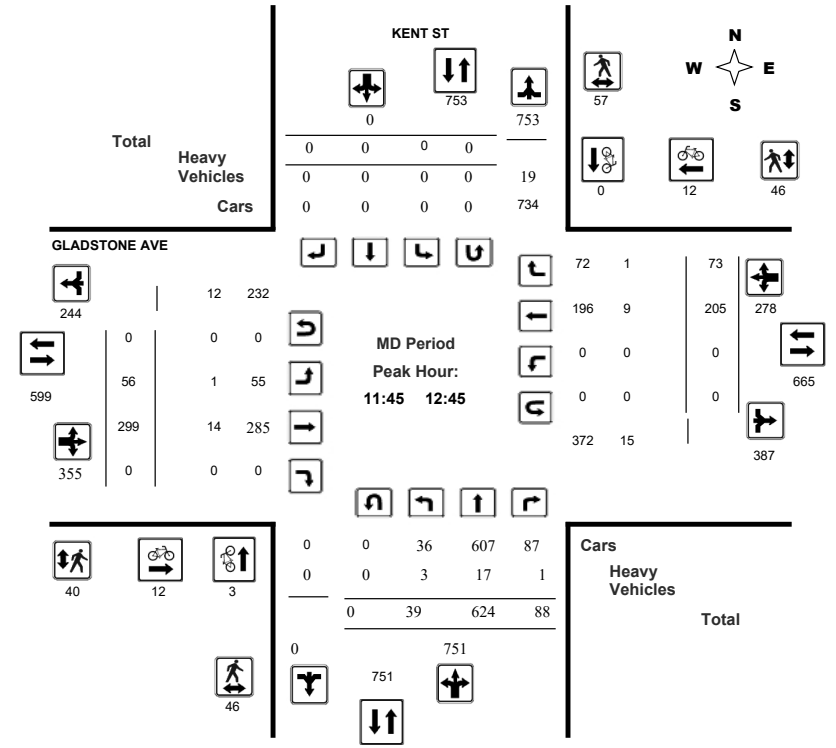 KENT ST
N
W E
S
753
57
0 753
Total 0 0 0 0
Heavy
Vehicles 0 0 0 0 19
Cars 0 0 0 0 734
0 12 46
GLADSTONE AVE
244
12 232
72 1 73
196 9 205 278
599
0 0 0
MD Period
0 0 0
665
56 1 55
Peak Hour:
11:45 12:45
0 0 0
299 14 285
372 15
387
355 0 0 0
0 0 36 607 87 Cars
0 0 3 17 1 Heavy
Vehicles
40 12 3
0 39 624 88 Total
0 751
751
46